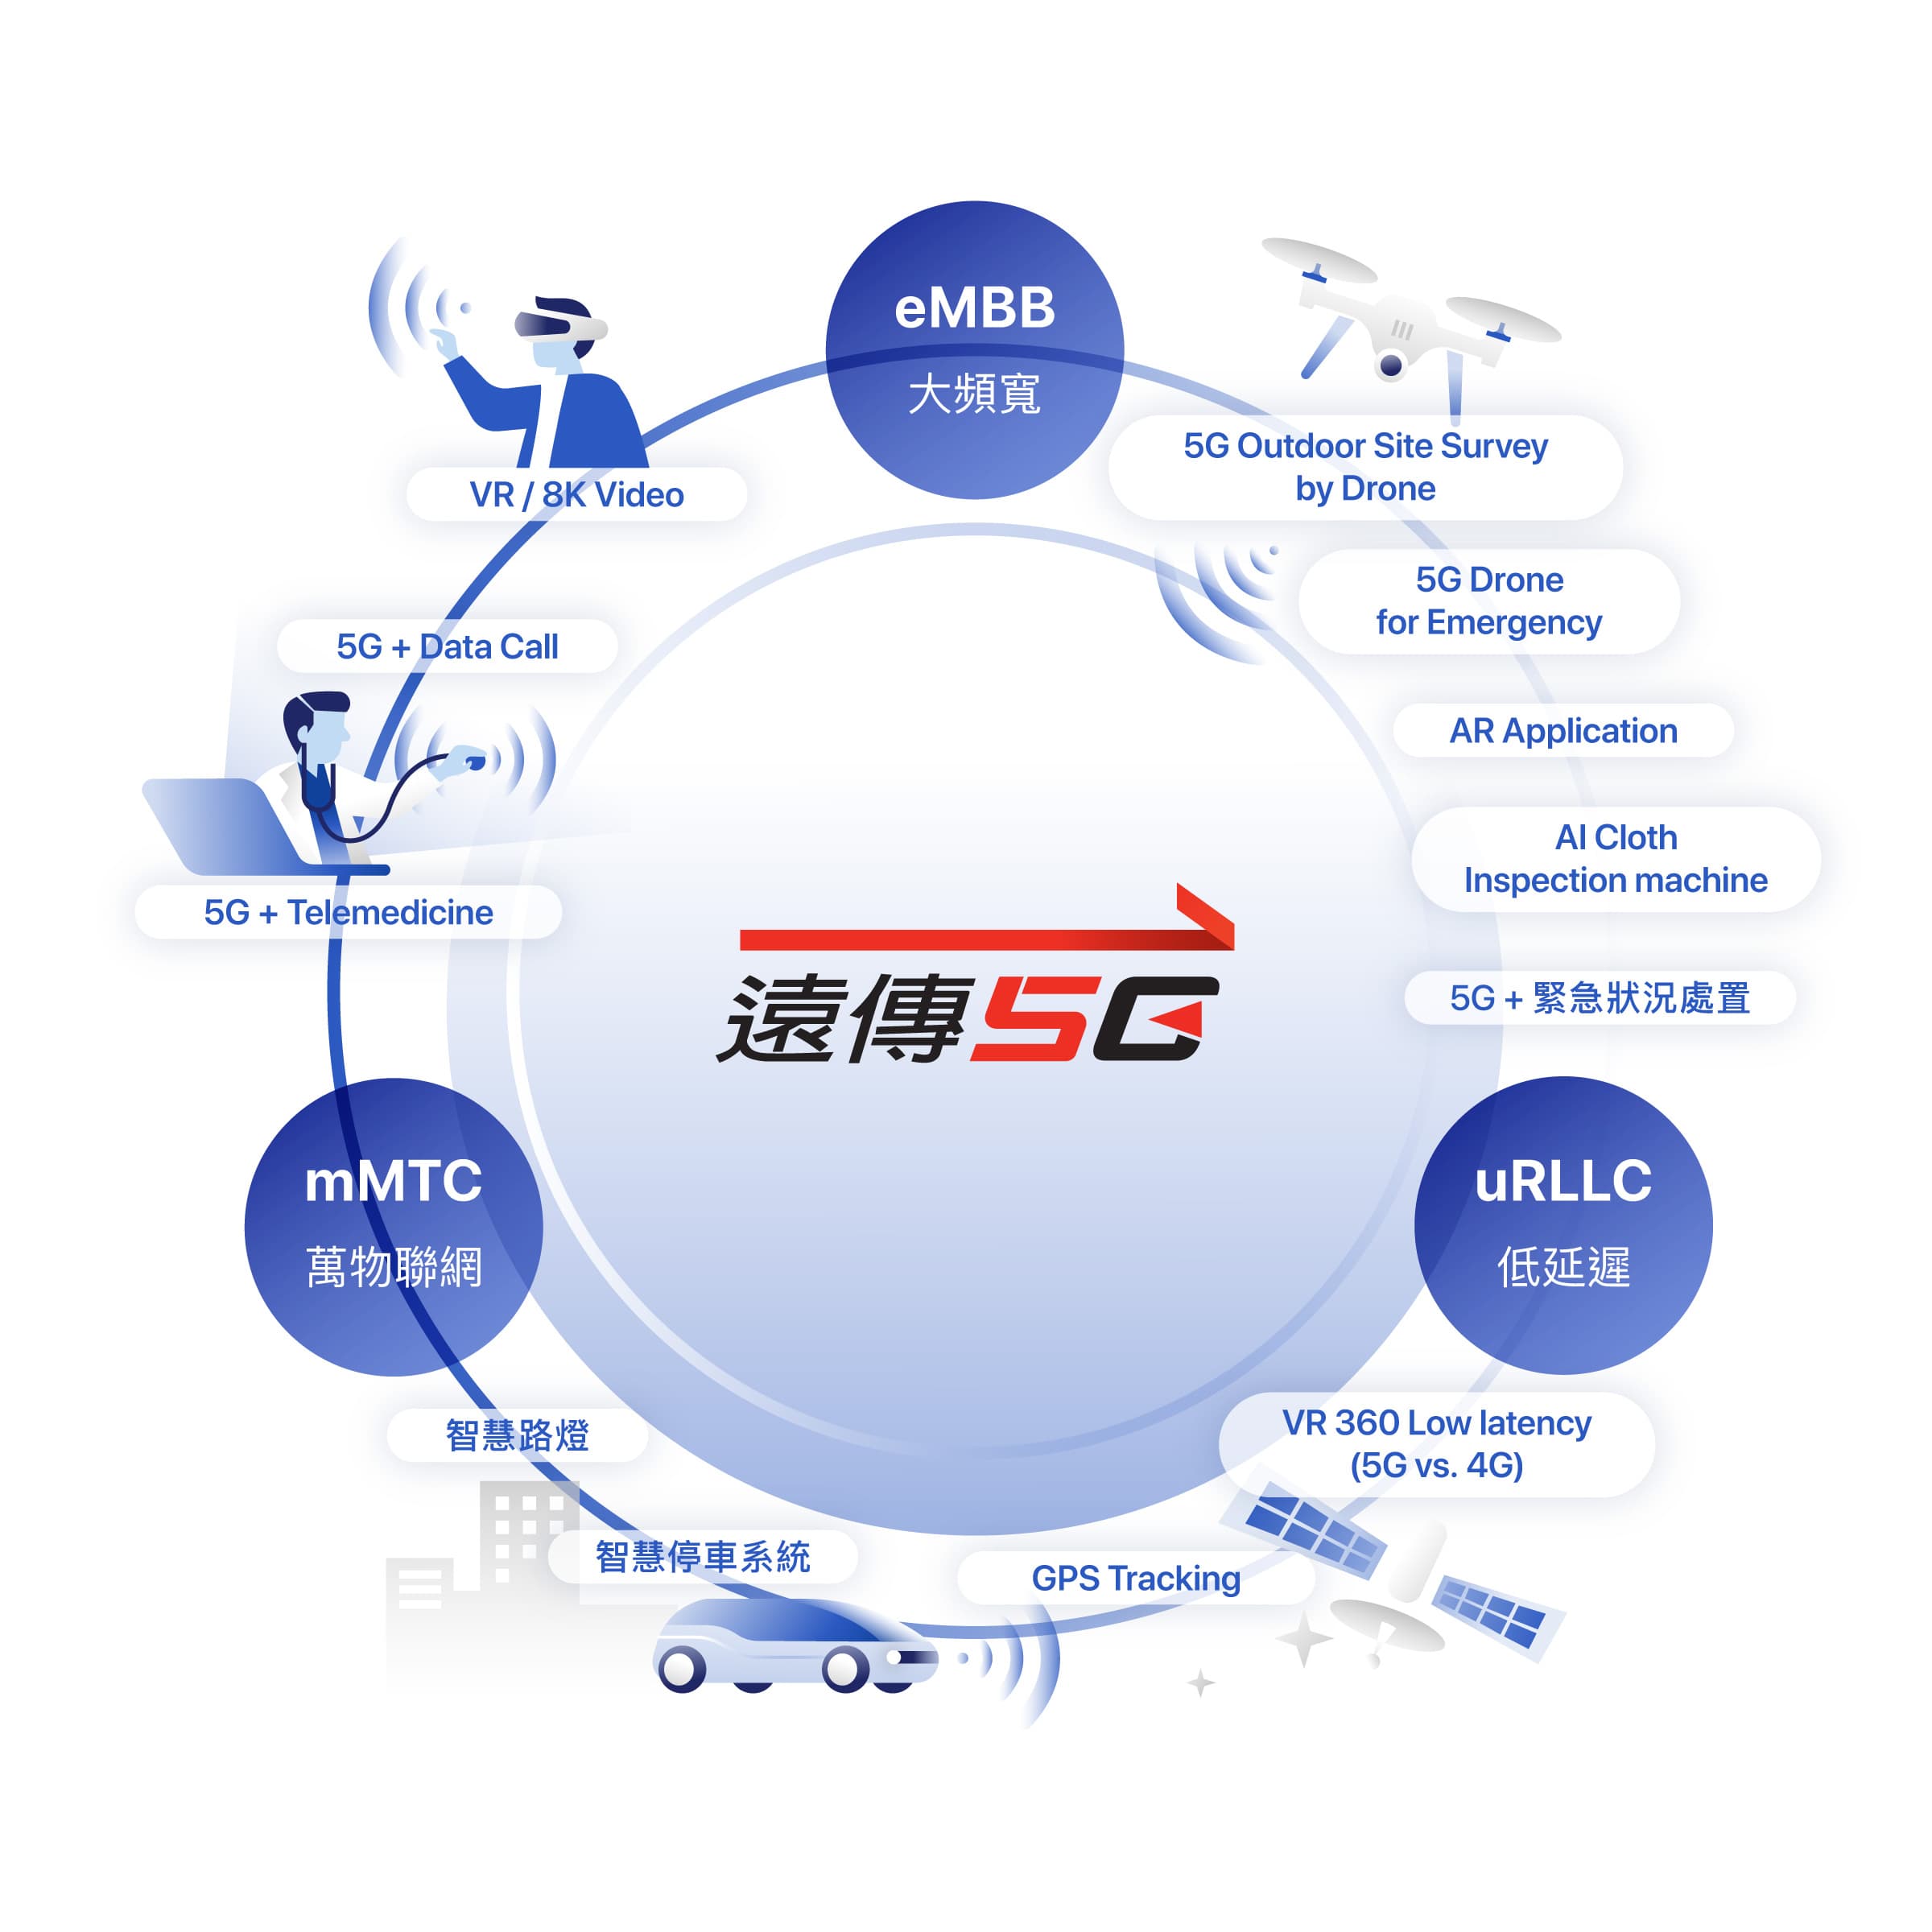 eMBB
大頻寬
VR / 8K Video
5G Outdoor Site Survey
by Drone
5G Drone
for Emergency
5G + Data Call
AR Application
AI Cloth
Inspection machine
5G + Telemedicine
5G + 緊急狀況處置
遠傳5G
mMTC
萬物聯網
uRLLC
低延遲
智慧路燈
VR 360 Low latency
(5G vs. 4G)
智慧停車系統
GPS Tracking